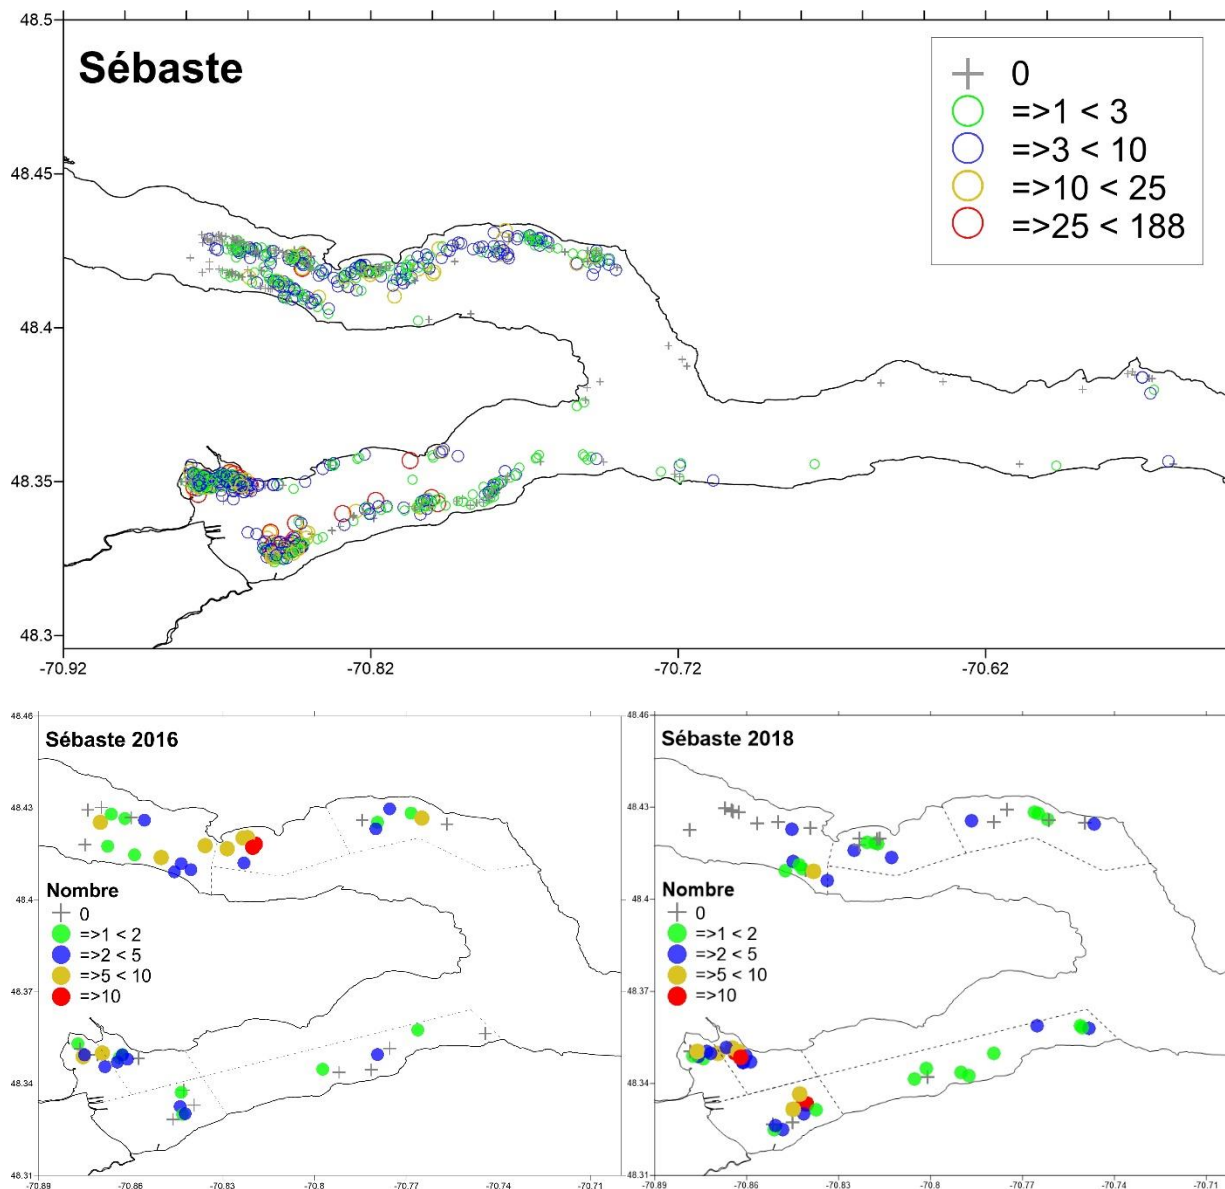 48.5
Sébaste
0
=>1 < 3
=>3 < 10
=>10 < 25
=>25 < 188
48.45
48.4
48.35
48.3
-70.92
-70.82
-70.72
-70.62
48.46
Sébaste 2016
48.43
Nombre
0
=>1 < 2
=>2 < 5
=>5 < 10
=>10
48.4
48.37
48.34
48.31
-70.89
-70.86
-70.83
-70.8
-70.77
-70.74
-70.71
48.46
Sébaste 2018
48.43
48.4
Nombre
0
=>1 < 2
=>2 < 5
=>5 < 10
=>10
48.37
48.34
48.31
-70.89
-70.86
-70.83
-70.8
-70.77
-70.74
-70.71